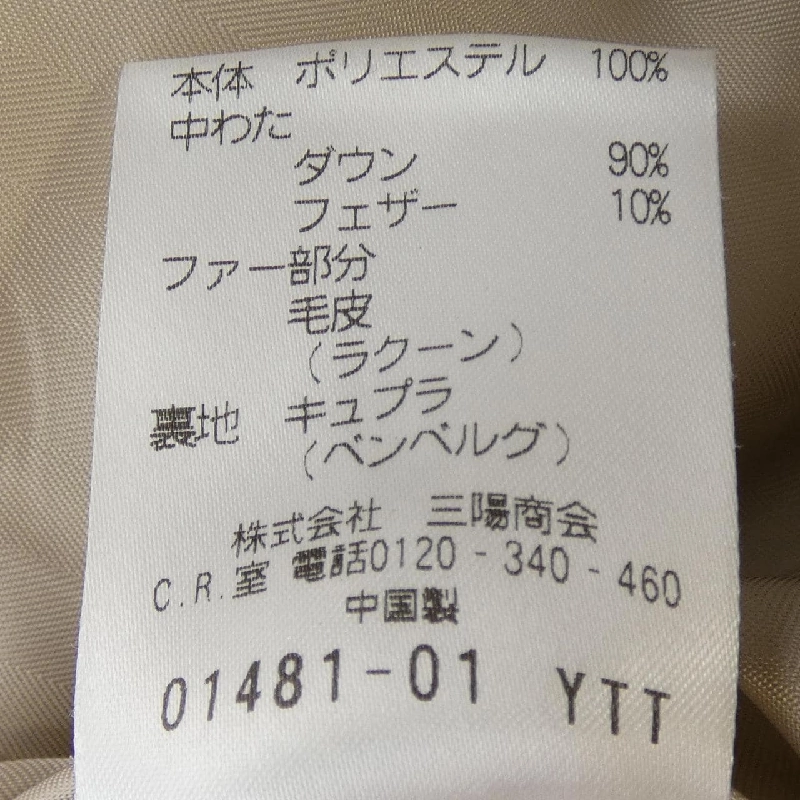 本体 ポリエステル 100%
中わた
ダウン 90%
フェザー 10%
ファー部分
毛皮
(ラクーン)
裏地 キュプラ
(ベンベルグ)
株式会社 三陽商会
C.R.室 電話0120-340-460
中国製
01481-01 YTT